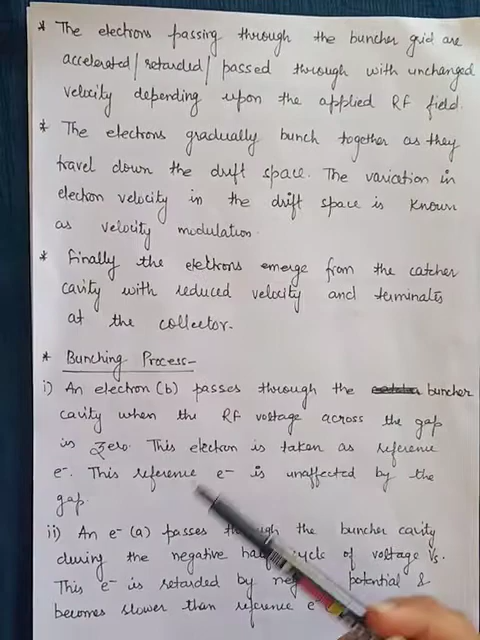 * The electrons passing through the buncher grid are
accelerated/retarded/passed through with unchanged
velocity depending upon the applied RF field.
* The electrons gradually bunch together as they
travel down the drift space. The variation in
electron velocity in the drift space is known
as velocity modulation.
* Finally the elektrons emerge from the catcher
cavity with reduced velocity and terminates
at the collector.
* Bunching Process-
i) An electron (b) passes through the buncher
cavity when the RF voltage across the gap
is zero. This electron is taken as reference
e-. This reference e- is unaffected by the
gap.
ii) An e- (a) passes through the buncher cavity
during the negative half cycle of voltage Vs.
This e- is retarded by potential &
becomes slower than reference e-